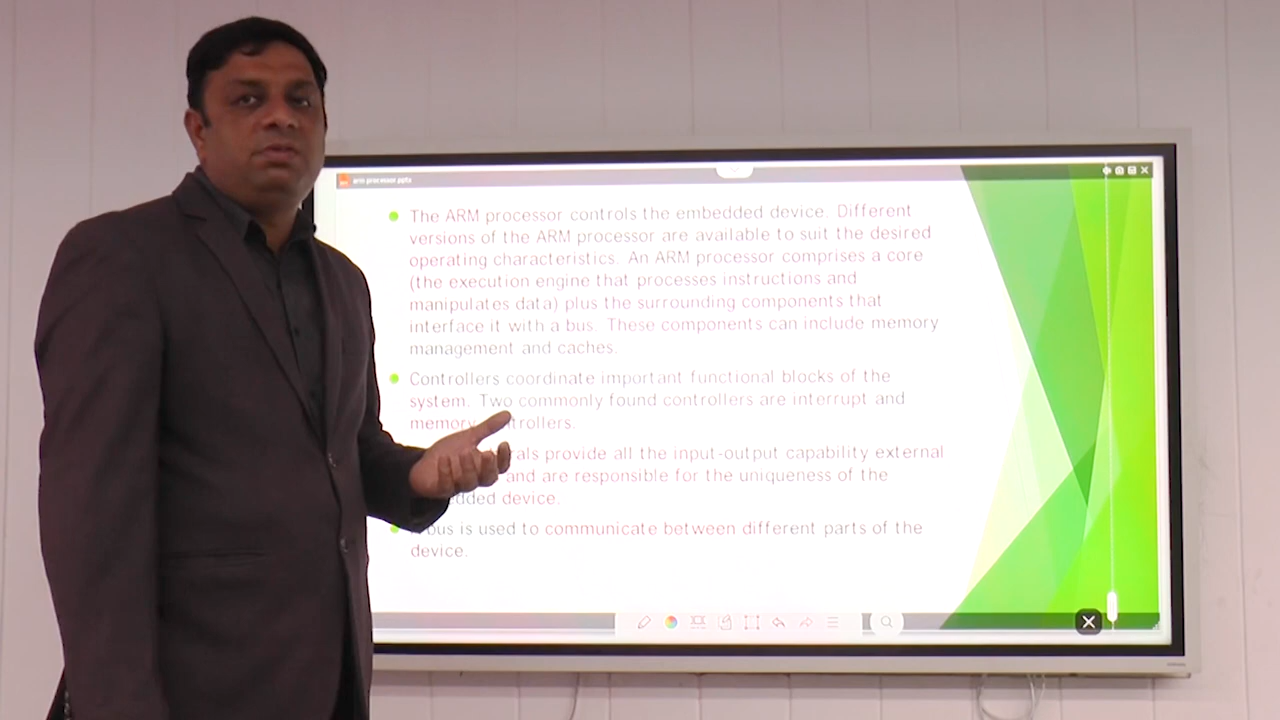 arm processor.pptx
The ARM processor controls the embedded device. Different
versions of the ARM processor are available to suit the desired
operating characteristics. An ARM processor comprises a core
(the execution engine that processes instructions and
manipulates data) plus the surrounding components that
interface it with a bus. These components can include memory
management and caches.
Controllers coordinate important functional blocks of the
system. Two commonly found controllers are interrupt and
memory ntrollers.
rals provide all the input-output capability external
and are responsible for the uniqueness of the
edded device.
bus is used to communicate between different parts of the
device.